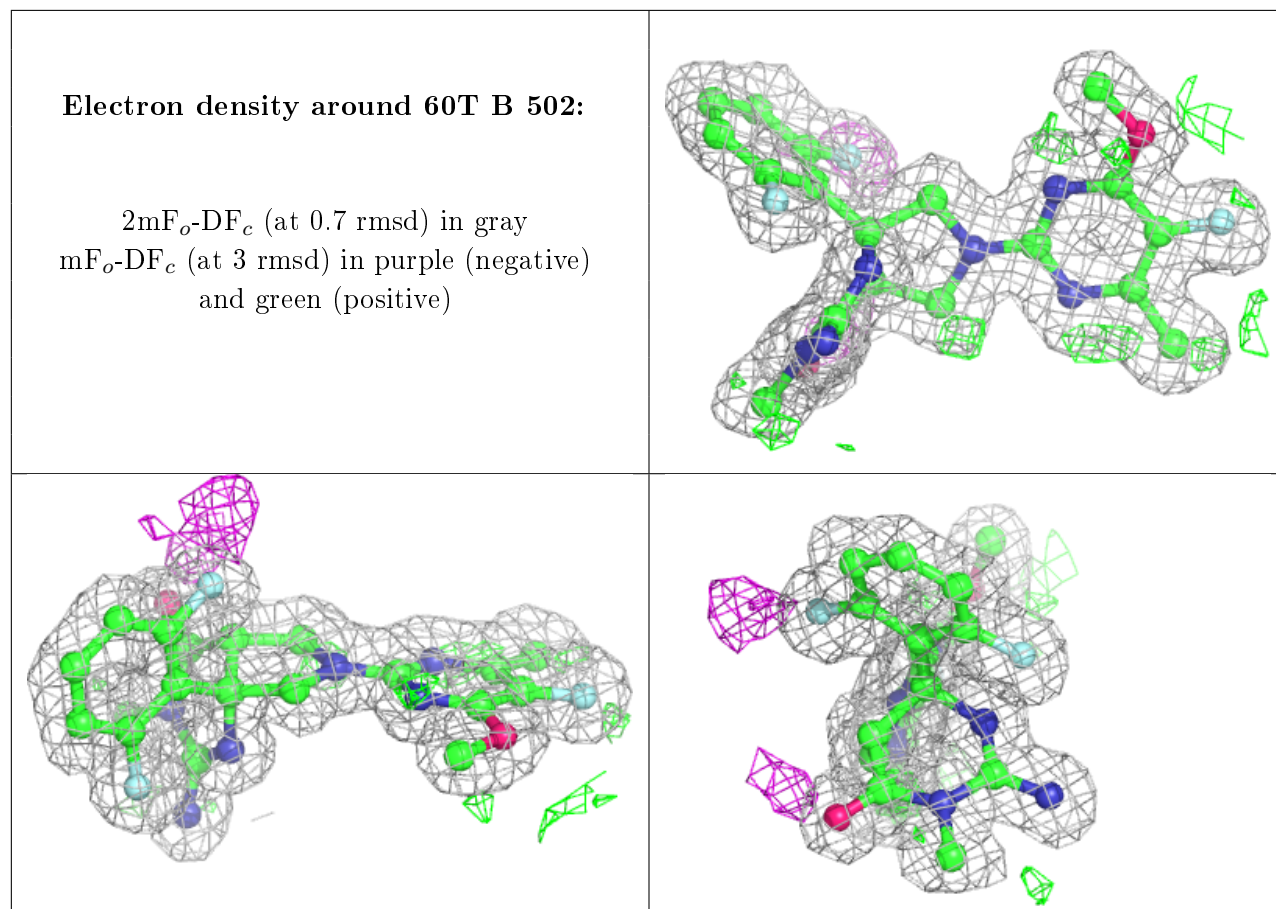 Electron density around 60T B 502:
2mFₒ-DF𝒸 (at 0.7 rmsd) in gray
mFₒ-DF𝒸 (at 3 rmsd) in purple (negative)
and green (positive)